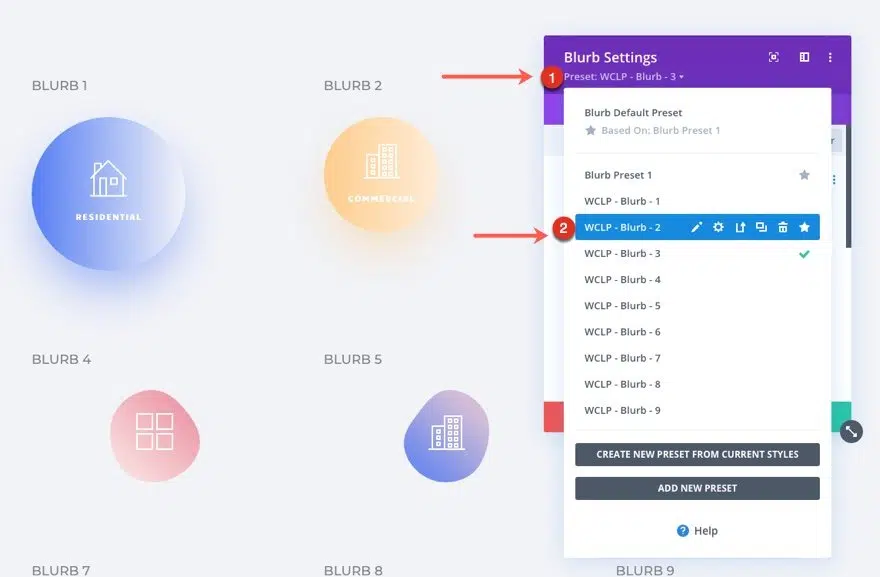 BLURB 1
BLURB 2
RESIDENTIAL
COMMERCIAL
BLURB 4
BLURB 5
BLURB 7
BLURB 8
BLURB 9
Blurb Settings
1
Preset: WCLP - Blurb - 3
Blurb Default Preset
Based On: Blurb Preset 1
r
Blurb Preset 1
WCLP - Blurb - 1
2
WCLP - Blurb - 2
WCLP - Blurb - 3
WCLP - Blurb - 4
WCLP - Blurb - 5
WCLP - Blurb - 6
WCLP - Blurb - 7
WCLP - Blurb - 8
WCLP - Blurb - 9
CREATE NEW PRESET FROM CURRENT STYLES
ADD NEW PRESET
? Help